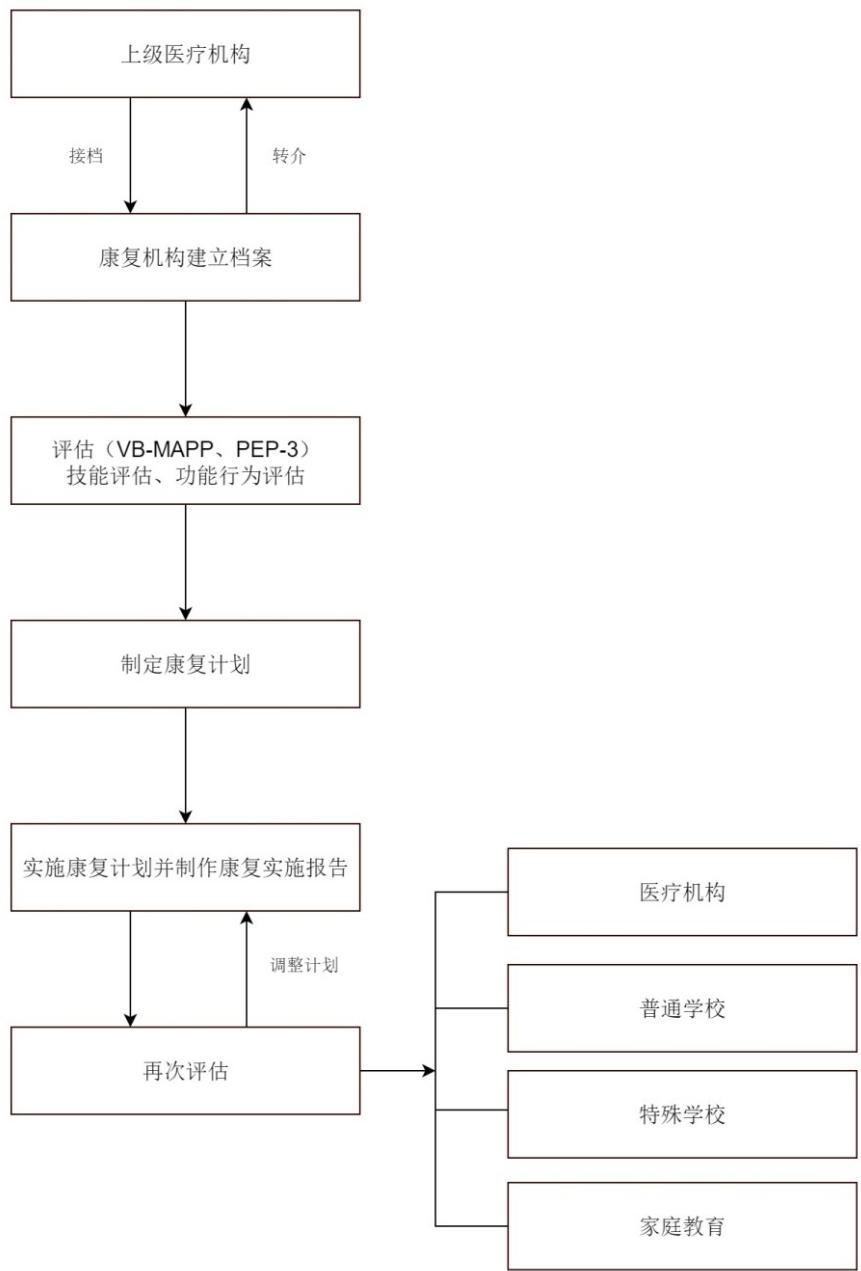 上级医疗机构
接档
转介
康复机构建立档案
评估（VB-MAPP、PEP-3）
技能评估、功能行为评估
制定康复计划
实施康复计划并制作康复实施报告
调整计划
再次评估
医疗机构
普通学校
特殊学校
家庭教育